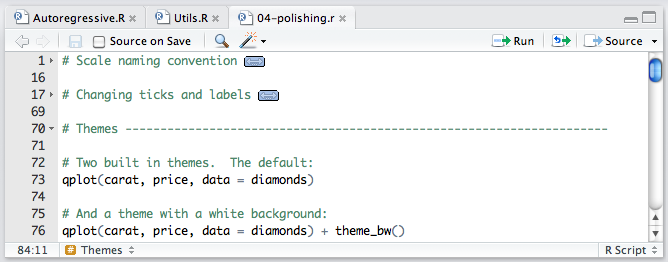 Autoregressive.R Utils.R 04-polishing.r
Source on Save Run Source
1 # Scale naming convention
16
17 # Changing ticks and labels
69
70 # Themes ---------------------------------------------------------------------
71
72 # Two built in themes.  The default:
73 qplot(carat, price, data = diamonds)
74
75 # And a theme with a white background:
76 qplot(carat, price, data = diamonds) + theme_bw()
84:11 # Themes R Script